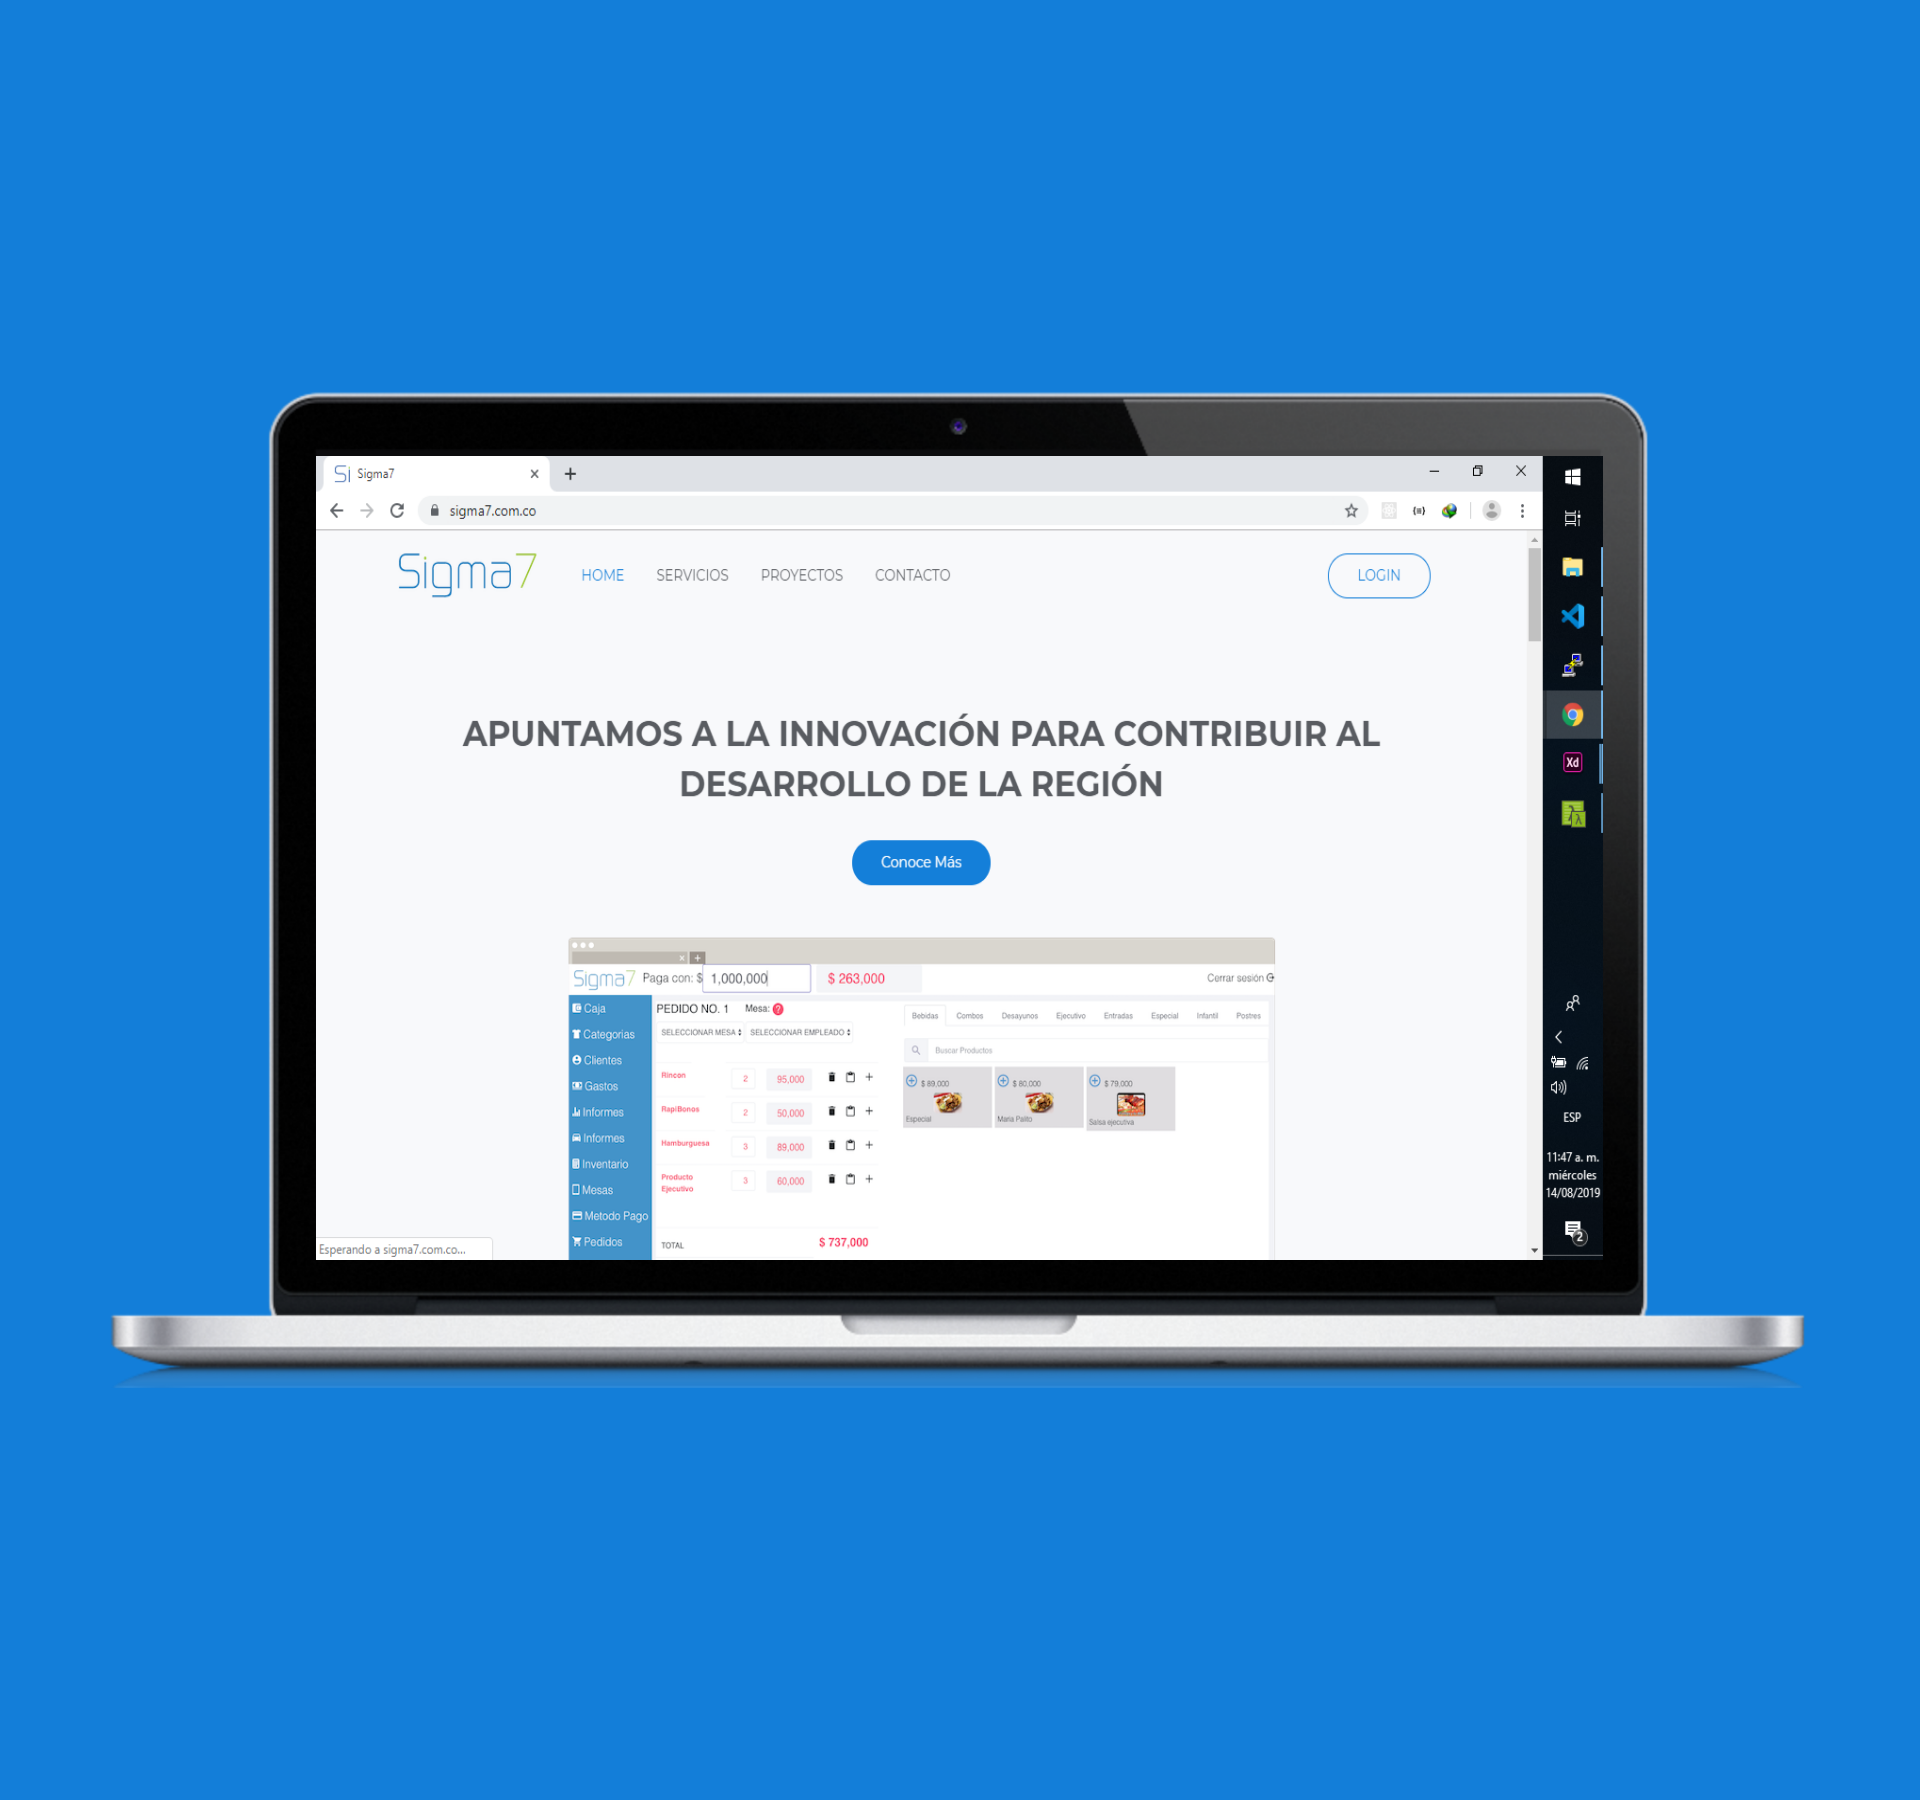 Si Sigma7
sigma7.com.co
Sigma7 HOME SERVICIOS PROYECTOS CONTACTO LOGIN
APUNTAMOS A LA INNOVACIÓN PARA CONTRIBUIR AL
DESARROLLO DE LA REGIÓN
Conoce Más
Sigma7 Paga con: $ 1,000,000 $ 263,000 Cerrar sesión
Caja
Categorias
Clientes
Gastos
Informes
Informes
Inventario
Mesas
Metodo Pago
Pedidos
PEDIDO NO. 1 Mesa: ?
SELECCIONAR MESA SELECCIONAR EMPLEADO
Rincon 2 95,000
RapiBonos 2 50,000
Hamburguesa 3 89,000
Producto
Ejecutivo 3 60,000
TOTAL $ 737,000
Bebidas Combos Desayunos Ejecutivo Entradas Especial Infantil Postres
Buscar Productos
$ 89,000
Especial
$ 80,000
Maria Palito
$ 79,000
Salsa ejecutiva
Esperando a sigma7.com.co...
Xd
ESP
11:47 a. m.
miércoles
14/08/2019
2